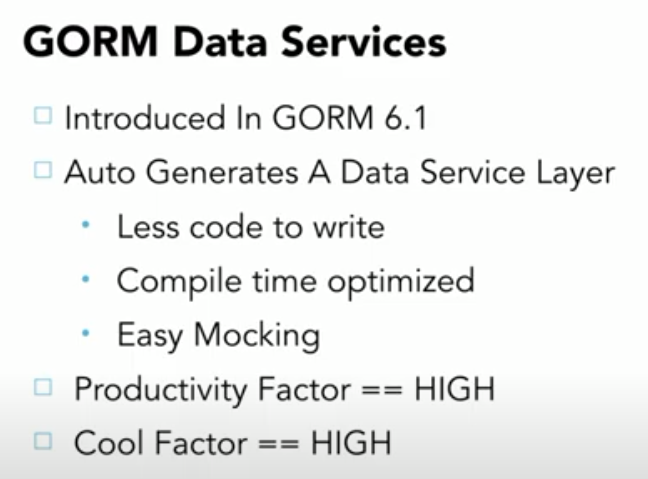 GORM Data Services
Introduced In GORM 6.1
Auto Generates A Data Service Layer
Less code to write
Compile time optimized
Easy Mocking
Productivity Factor == HIGH
Cool Factor == HIGH